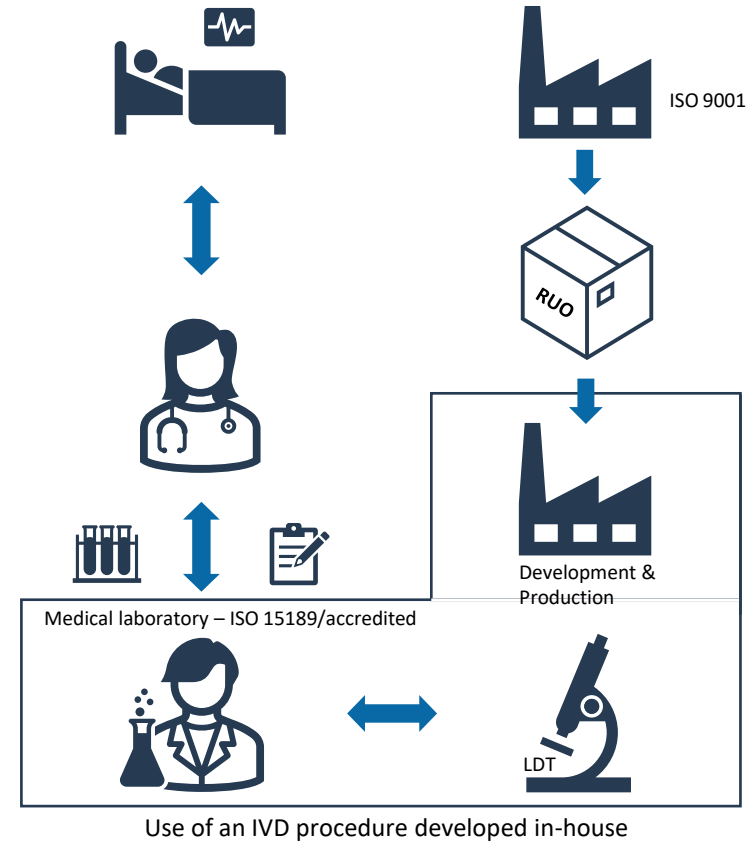 ISO 9001
RUO
Development &
Production
Medical laboratory – ISO 15189/accredited
LDT
Use of an IVD procedure developed in-house